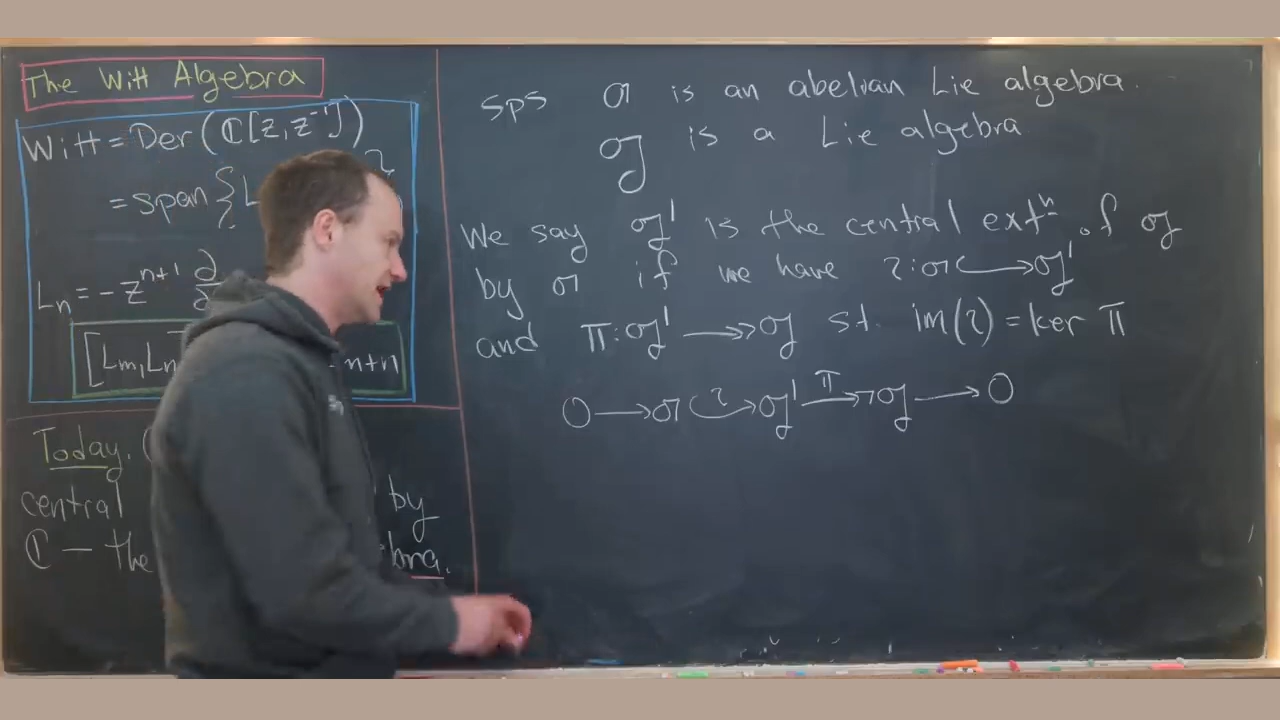 The Witt Algebra
Witt = Der(ℂ[z, z⁻¹])
= span {L
Lₙ = -zⁿ⁺¹ ∂
[Lm, Ln
m+n
Today.
central by
ℂ — the bra.
Sps 𝔞 is an abelian Lie algebra.
𝔤 is a Lie algebra
We say 𝔤' is the central extⁿ of 𝔤
by 𝔞 if we have ι: 𝔞 ↪ 𝔤'
and π: 𝔤' ↠ 𝔤 st. im(ι) = ker π
0 → 𝔞 ↪ι 𝔤' ↠π 𝔤 → 0